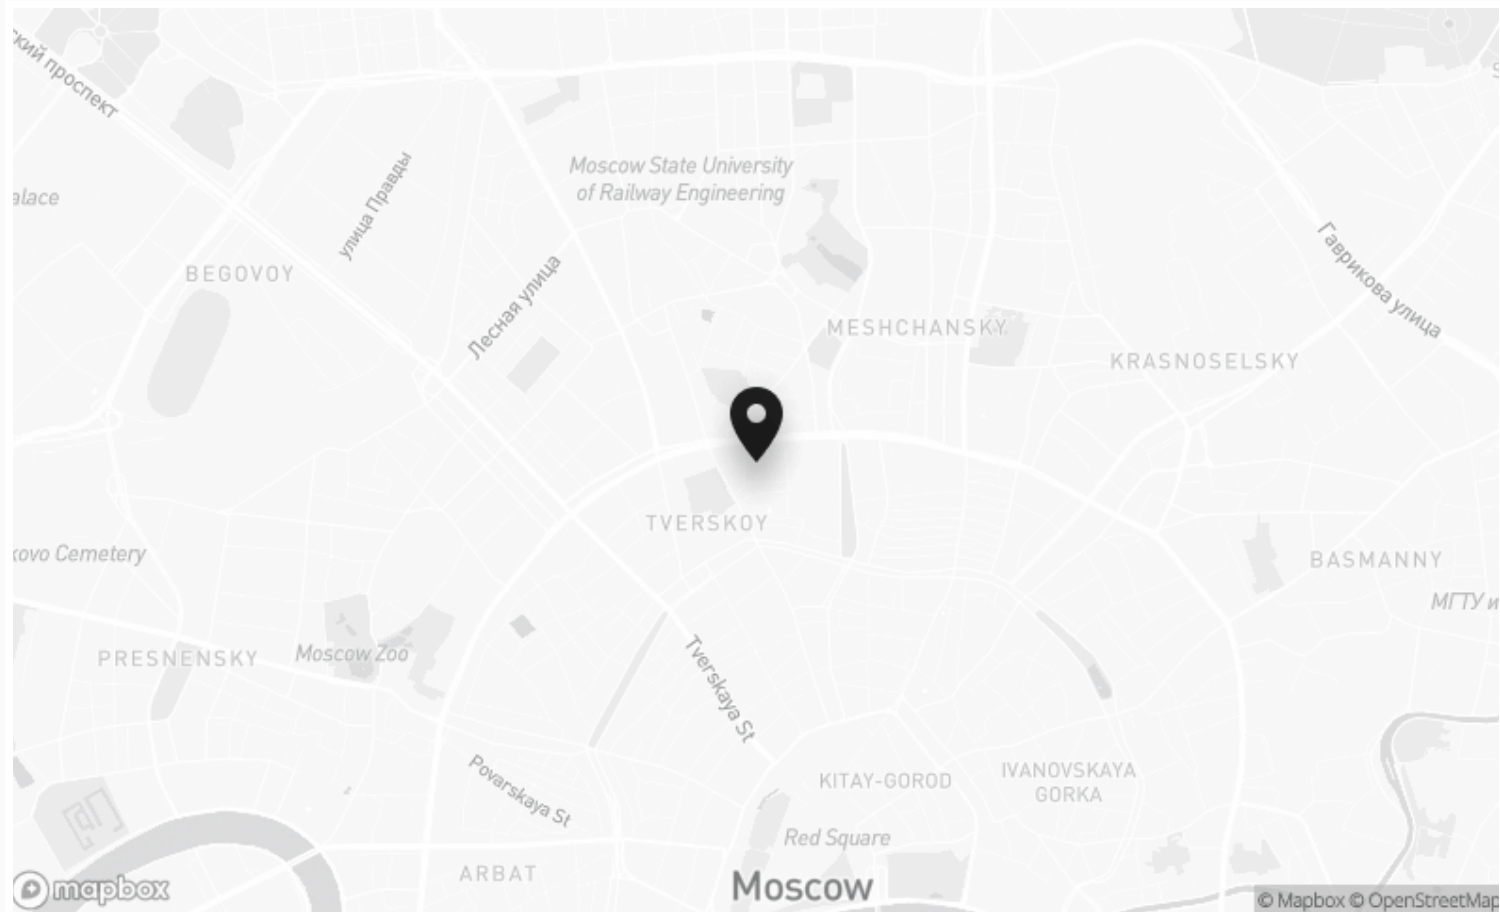 ский проспект
alace
улица Правды
Moscow State University
of Railway Engineering
BEGOVOY
Лесная улица
MESHCHANSKY
KRASNOSELSKY
Гаврикова улица
S
TVERSKOY
BASMANNY
kovo Cemetery
МГТУ и
PRESNENSKY
Moscow Zoo
Tverskaya St
Povarskaya St
KITAY-GOROD
IVANOVSKAYA
GORKA
Red Square
ARBAT
Moscow
mapbox
© Mapbox © OpenStreetMap